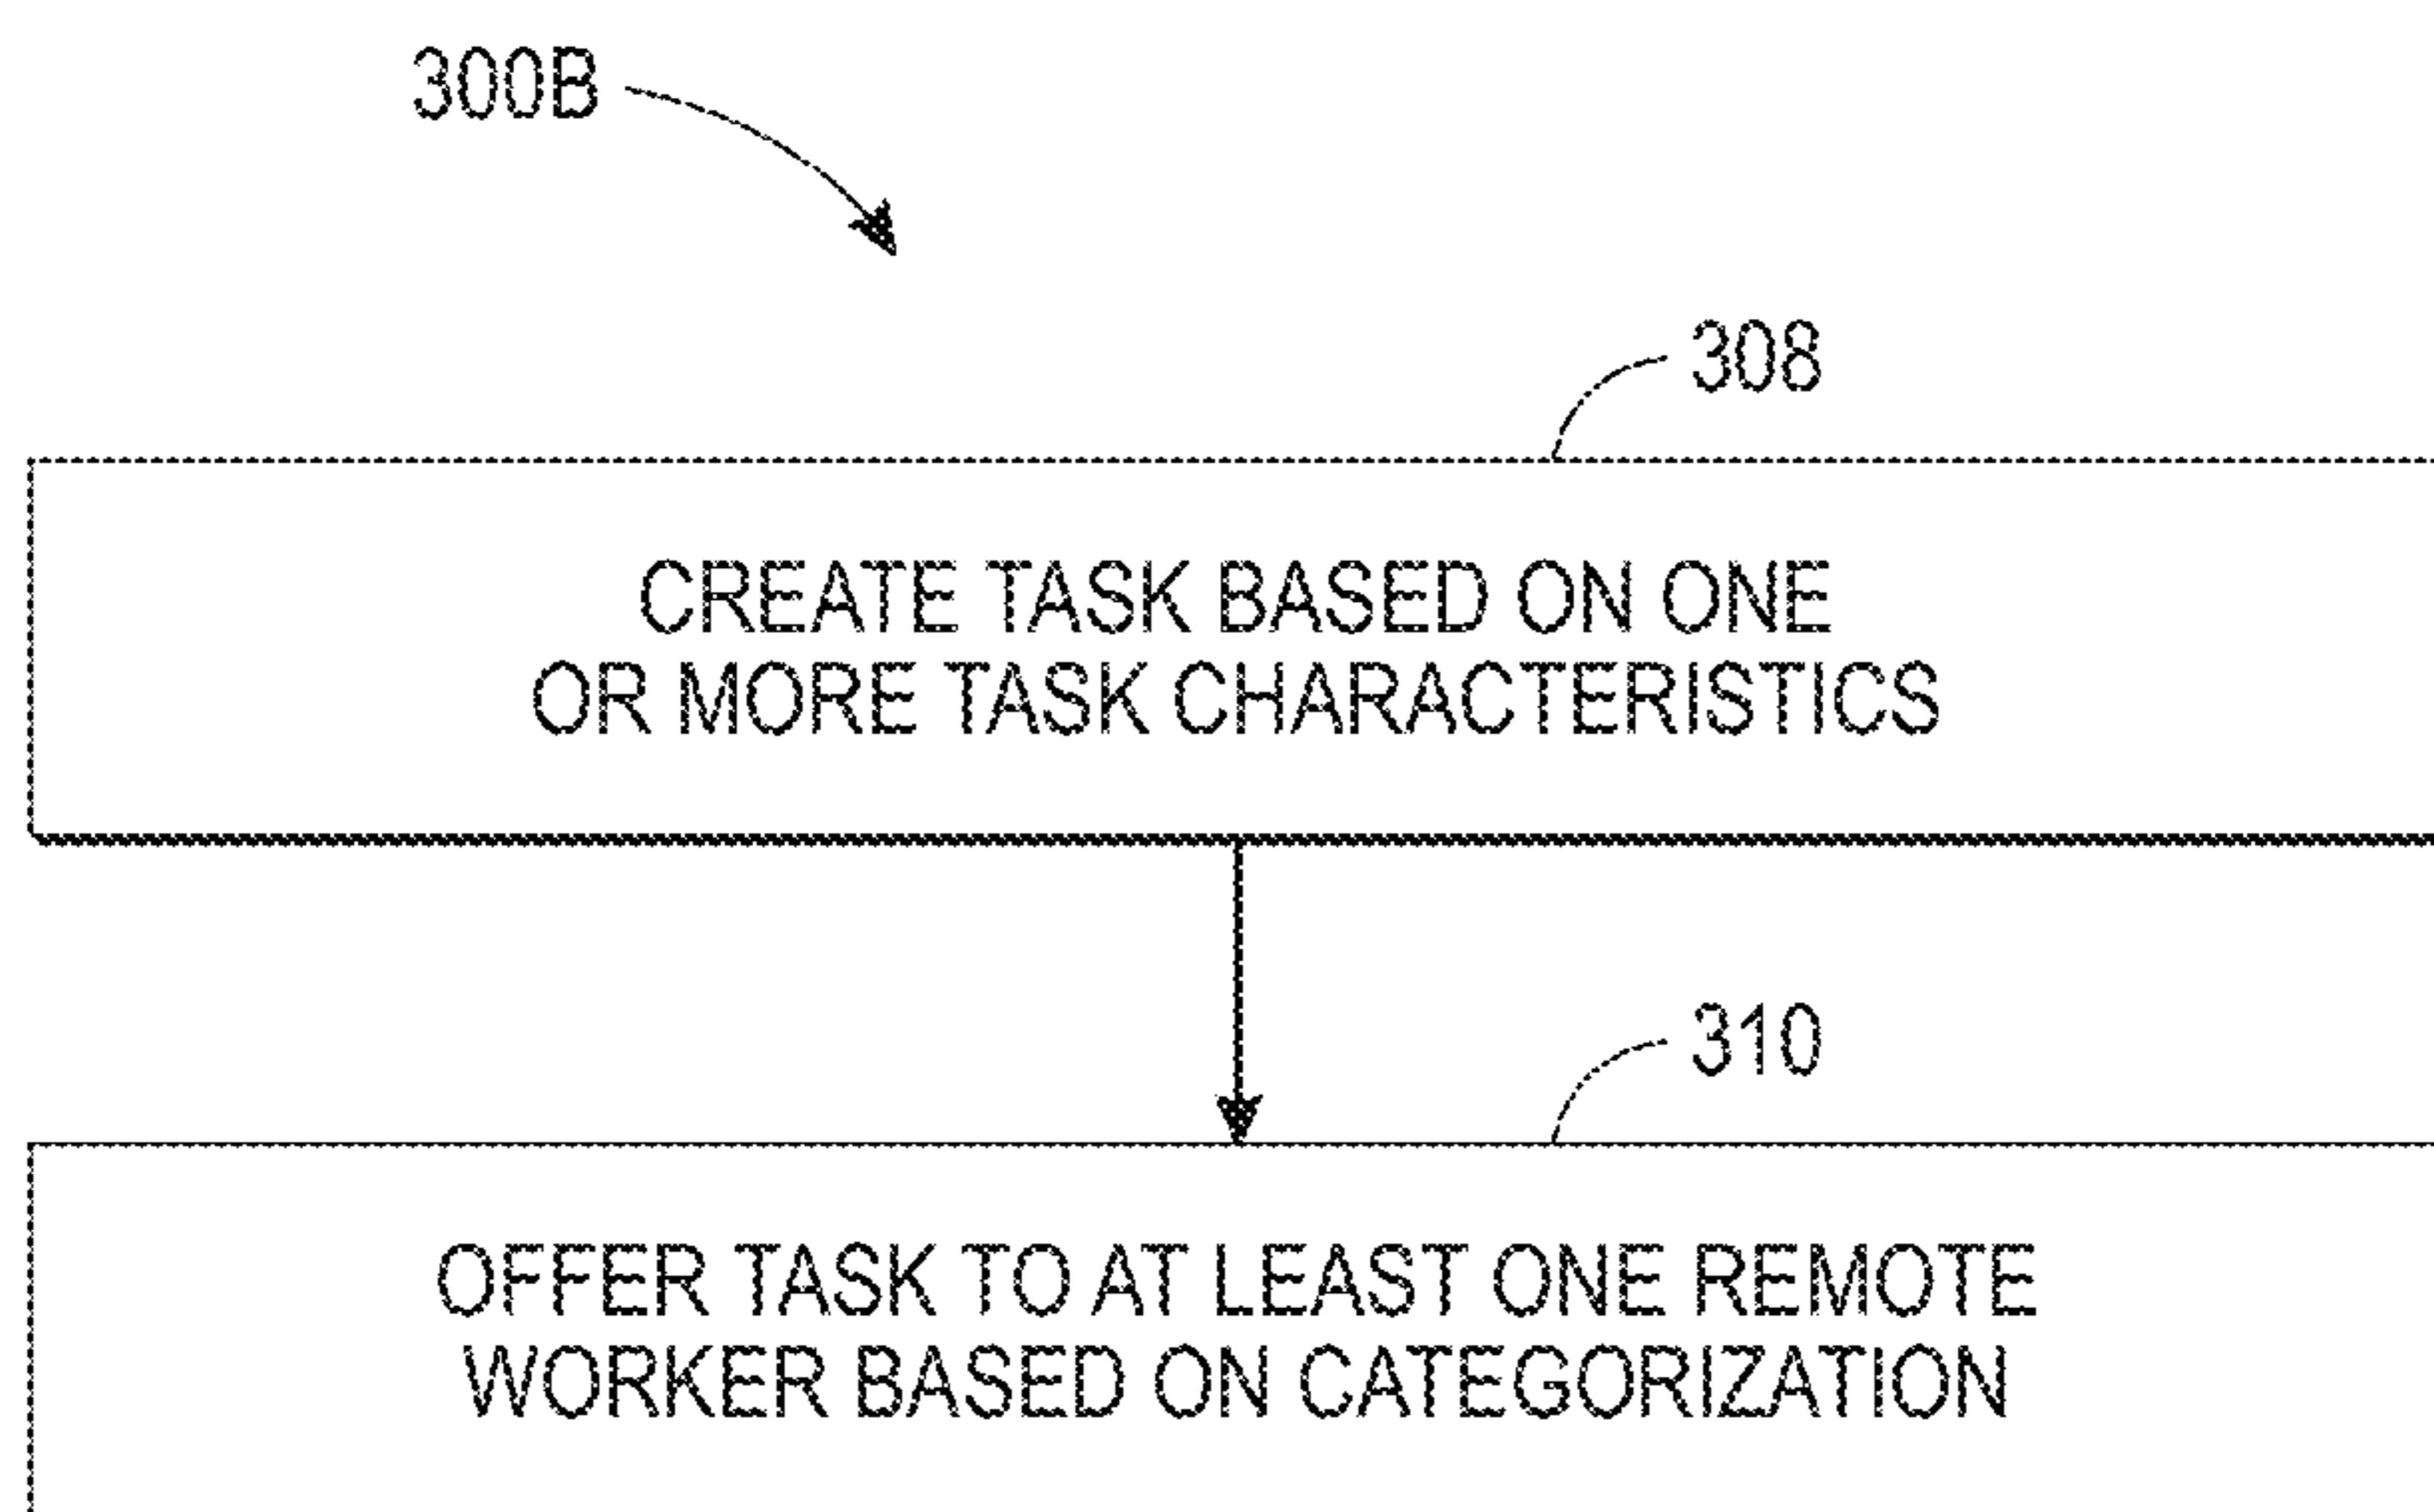 300B
308
CREATE TASK BASED ON ONE
OR MORE TASK CHARACTERISTICS
310
OFFER TASK TO AT LEAST ONE REMOTE
WORKER BASED ON CATEGORIZATION